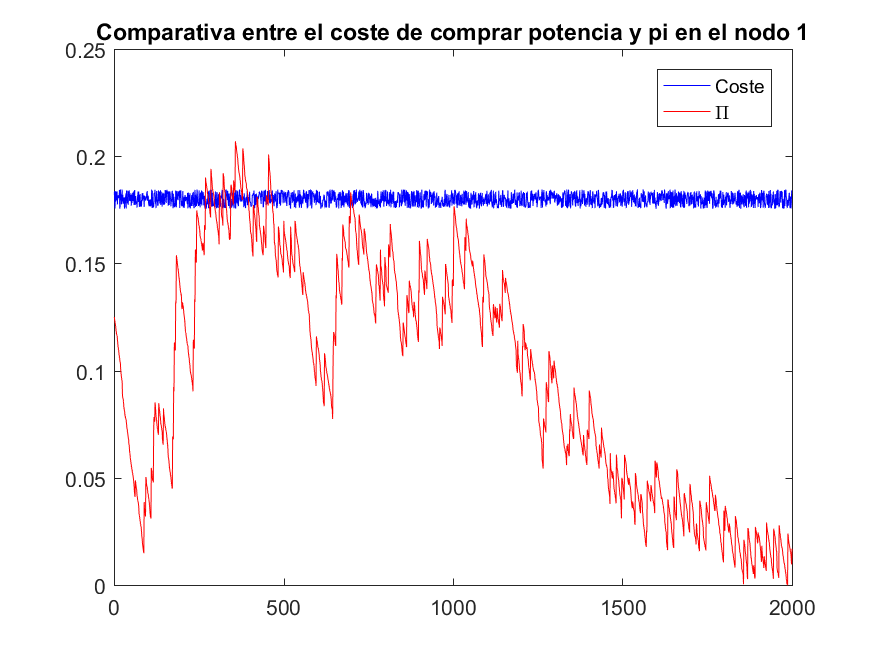 Comparativa entre el coste de comprar potencia y pi en el nodo 1
0.25
0.2
0.15
0.1
0.05
0
Coste
Π
0 500 1000 1500 2000